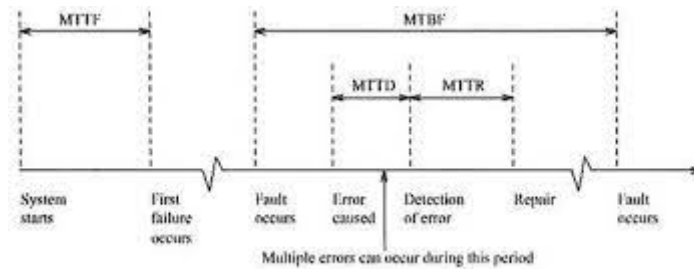 MTTF
MTBF
MTTD
MTTR
System
starts
First
failure
occurs
Fault
occurs
Error
caused
Detection
of error
Repair
Fault
occurs
Multiple errors can occur during this period